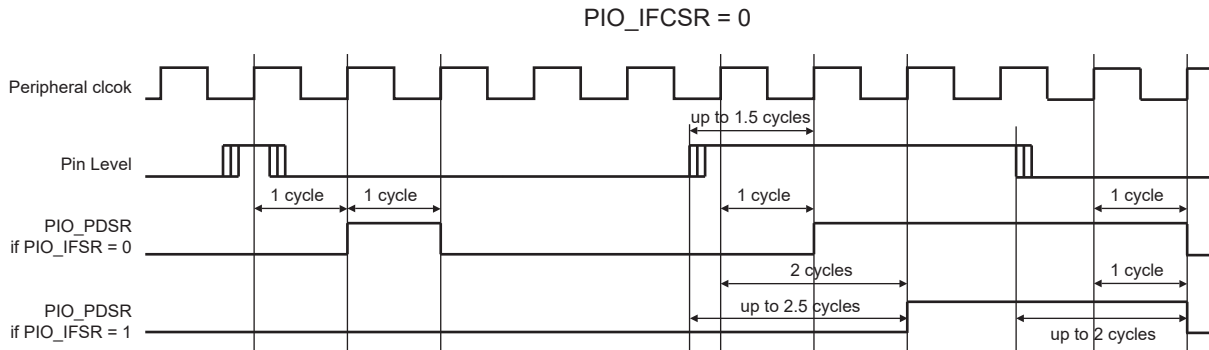 PIO_IFCSR = 0
Peripheral clcok
up to 1.5 cycles
Pin Level
1 cycle
1 cycle
1 cycle
1 cycle
PIO_PDSR
if PIO_IFSR = 0
2 cycles
1 cycle
PIO_PDSR
if PIO_IFSR = 1
up to 2.5 cycles
up to 2 cycles